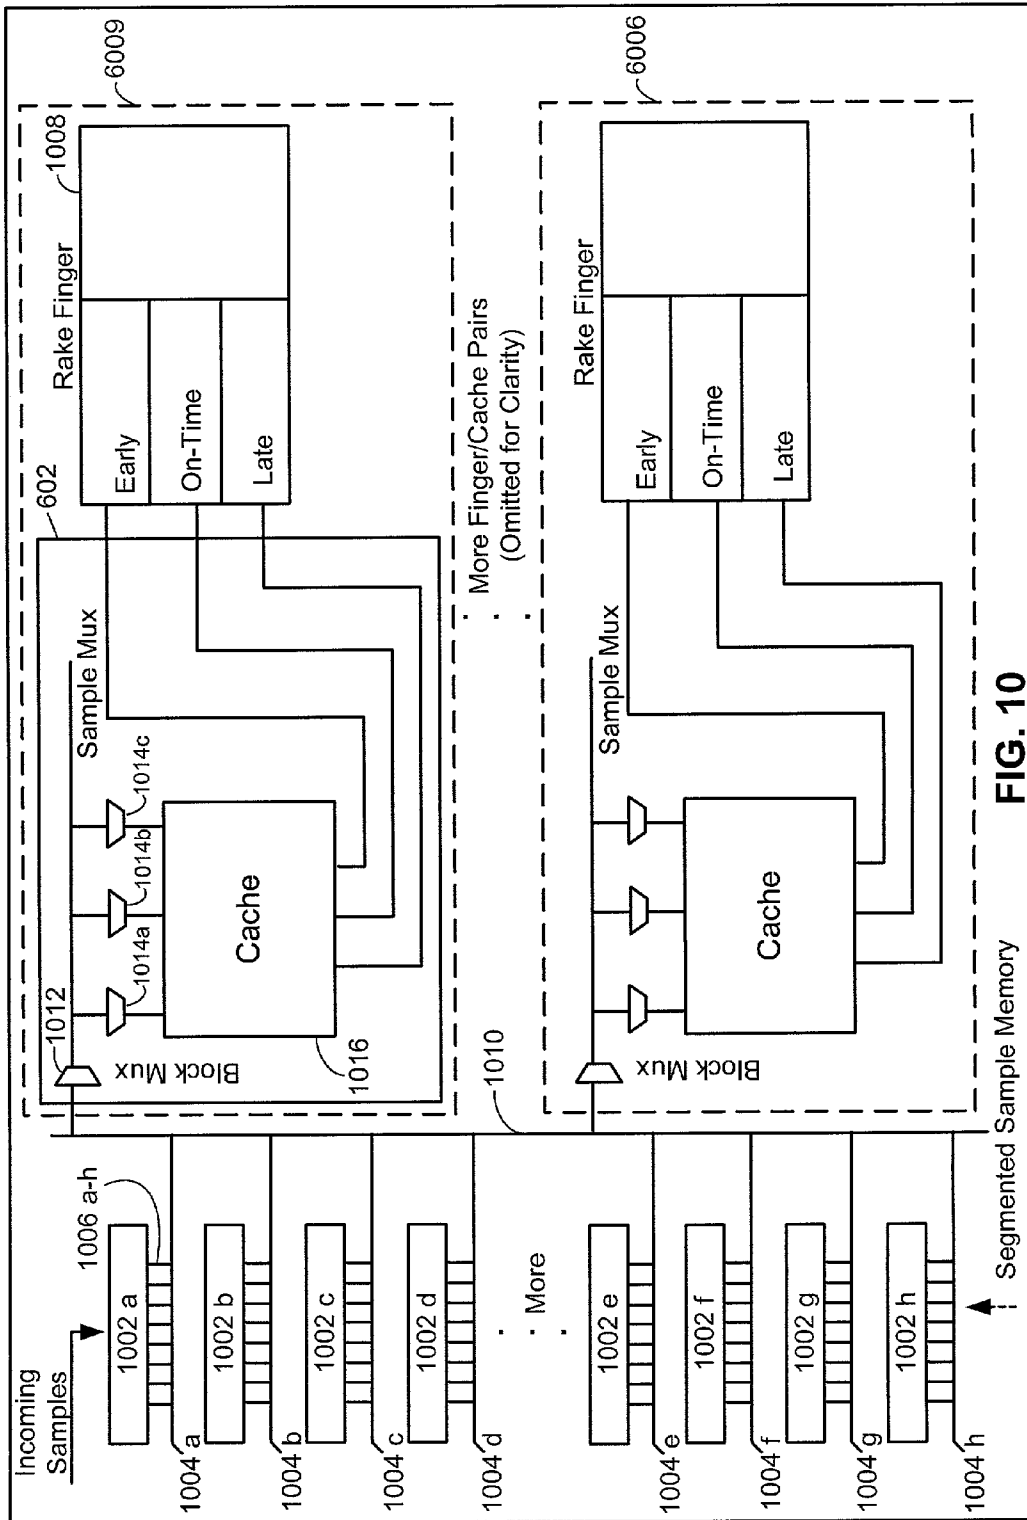 Incoming
Samples
1002 a
1002 b
1002 c
1002 d
. . . More
1002 e
1002 f
1002 g
1002 h
1006 a-h
1004 a
1004 b
1004 c
1004 d
1004 e
1004 f
1004 g
1004 h
Segmented Sample Memory
1010
1012
Block Mux
1014a
1014b
1014c
Sample Mux
602
Cache
1016
Early
On-Time
Late
Rake Finger
1008
6009
. . . More Finger/Cache Pairs
(Omitted for Clarity)
Block Mux
Sample Mux
Cache
Early
On-Time
Late
Rake Finger
6006
FIG. 10